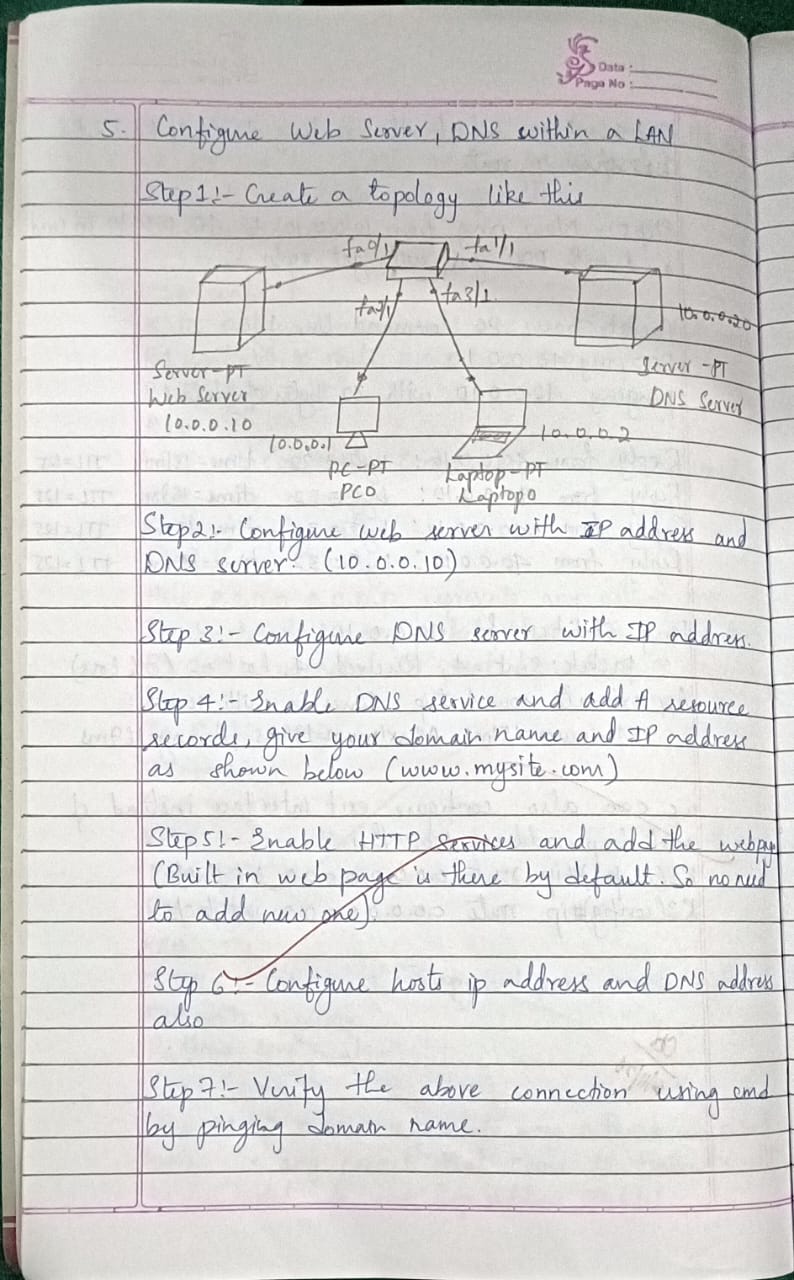 Date :
Page No :
5. Configure Web Server, DNS within a LAN
Step 1:- Create a topology like this
fa0/1 fa1/1
fa2/1 fa3/1
10.0.0.20
Server-PT
Web Server
10.0.0.10
Server-PT
DNS Server
10.0.0.1
10.0.0.2
PC-PT
PC0
Laptop-PT
Laptop0
Step 2:- Configure web server with IP address and
DNS server. (10.0.0.10)
Step 3:- Configure DNS server with IP address.
Step 4:- Enable DNS service and add A resource
records, give your domain name and IP address
as shown below (www.mysite.com)
Step 5:- Enable HTTP Services and add the webpage
(Built in web page is there by default. So no need
to add new one).
Step 6:- Configure hosts ip address and DNS address
also
Step 7:- Verify the above connection using cmd
by pinging domain name.